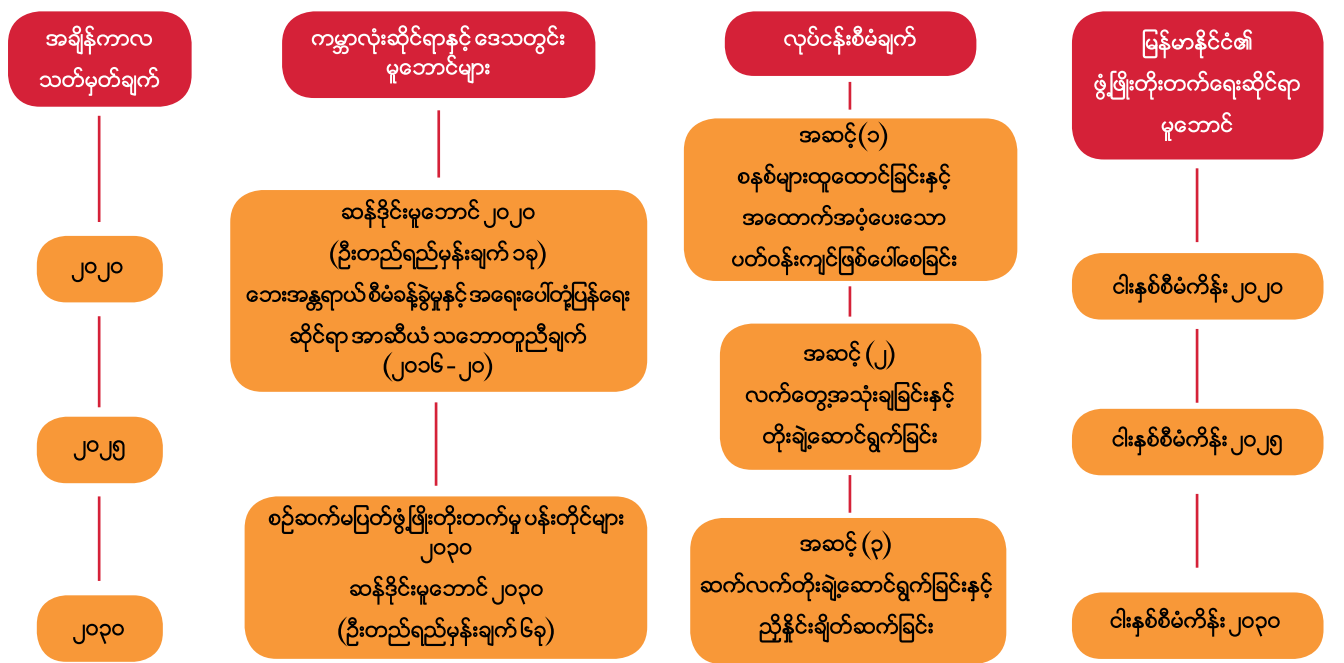 အချိန်ကာလ
သတ်မှတ်ချက်
၂၀၂၀
၂၀၂၅
၂၀၃၀
ကမ္ဘာလုံးဆိုင်ရာနှင့် ဒေသတွင်း
မူဘောင်များ
ဆန်ဒိုင်းမူဘောင် ၂၀၂၀
(ဦးတည်ရည်မှန်းချက် ၁ခု)
ဘေးအန္တရာယ် စီမံခန့်ခွဲမှုနှင့် အရေးပေါ်တုံ့ပြန်ရေး
ဆိုင်ရာ အာဆီယံ သဘောတူညီချက်
(၂၀၁၆ - ၂၀)
စဉ်ဆက်မပြတ်ဖွံ့ဖြိုးတိုးတက်မှု ပန်းတိုင်များ
၂၀၃၀
ဆန်ဒိုင်းမူဘောင် ၂၀၃၀
(ဦးတည်ရည်မှန်းချက် ၆ခု)
လုပ်ငန်းစီမံချက်
အဆင့် (၁)
စနစ်များထူထောင်ခြင်းနှင့်
အထောက်အပံ့ပေးသော
ပတ်ဝန်းကျင်ဖြစ်ပေါ်စေခြင်း
အဆင့် (၂)
လက်တွေ့အသုံးချခြင်းနှင့်
တိုးချဲ့ဆောင်ရွက်ခြင်း
အဆင့် (၃)
ဆက်လက်တိုးချဲ့ဆောင်ရွက်ခြင်းနှင့်
ညှိနှိုင်းချိတ်ဆက်ခြင်း
မြန်မာနိုင်ငံ၏
ဖွံ့ဖြိုးတိုးတက်ရေးဆိုင်ရာ
မူဘောင်
ငါးနှစ်စီမံကိန်း ၂၀၂၀
ငါးနှစ်စီမံကိန်း ၂၀၂၅
ငါးနှစ်စီမံကိန်း ၂၀၃၀